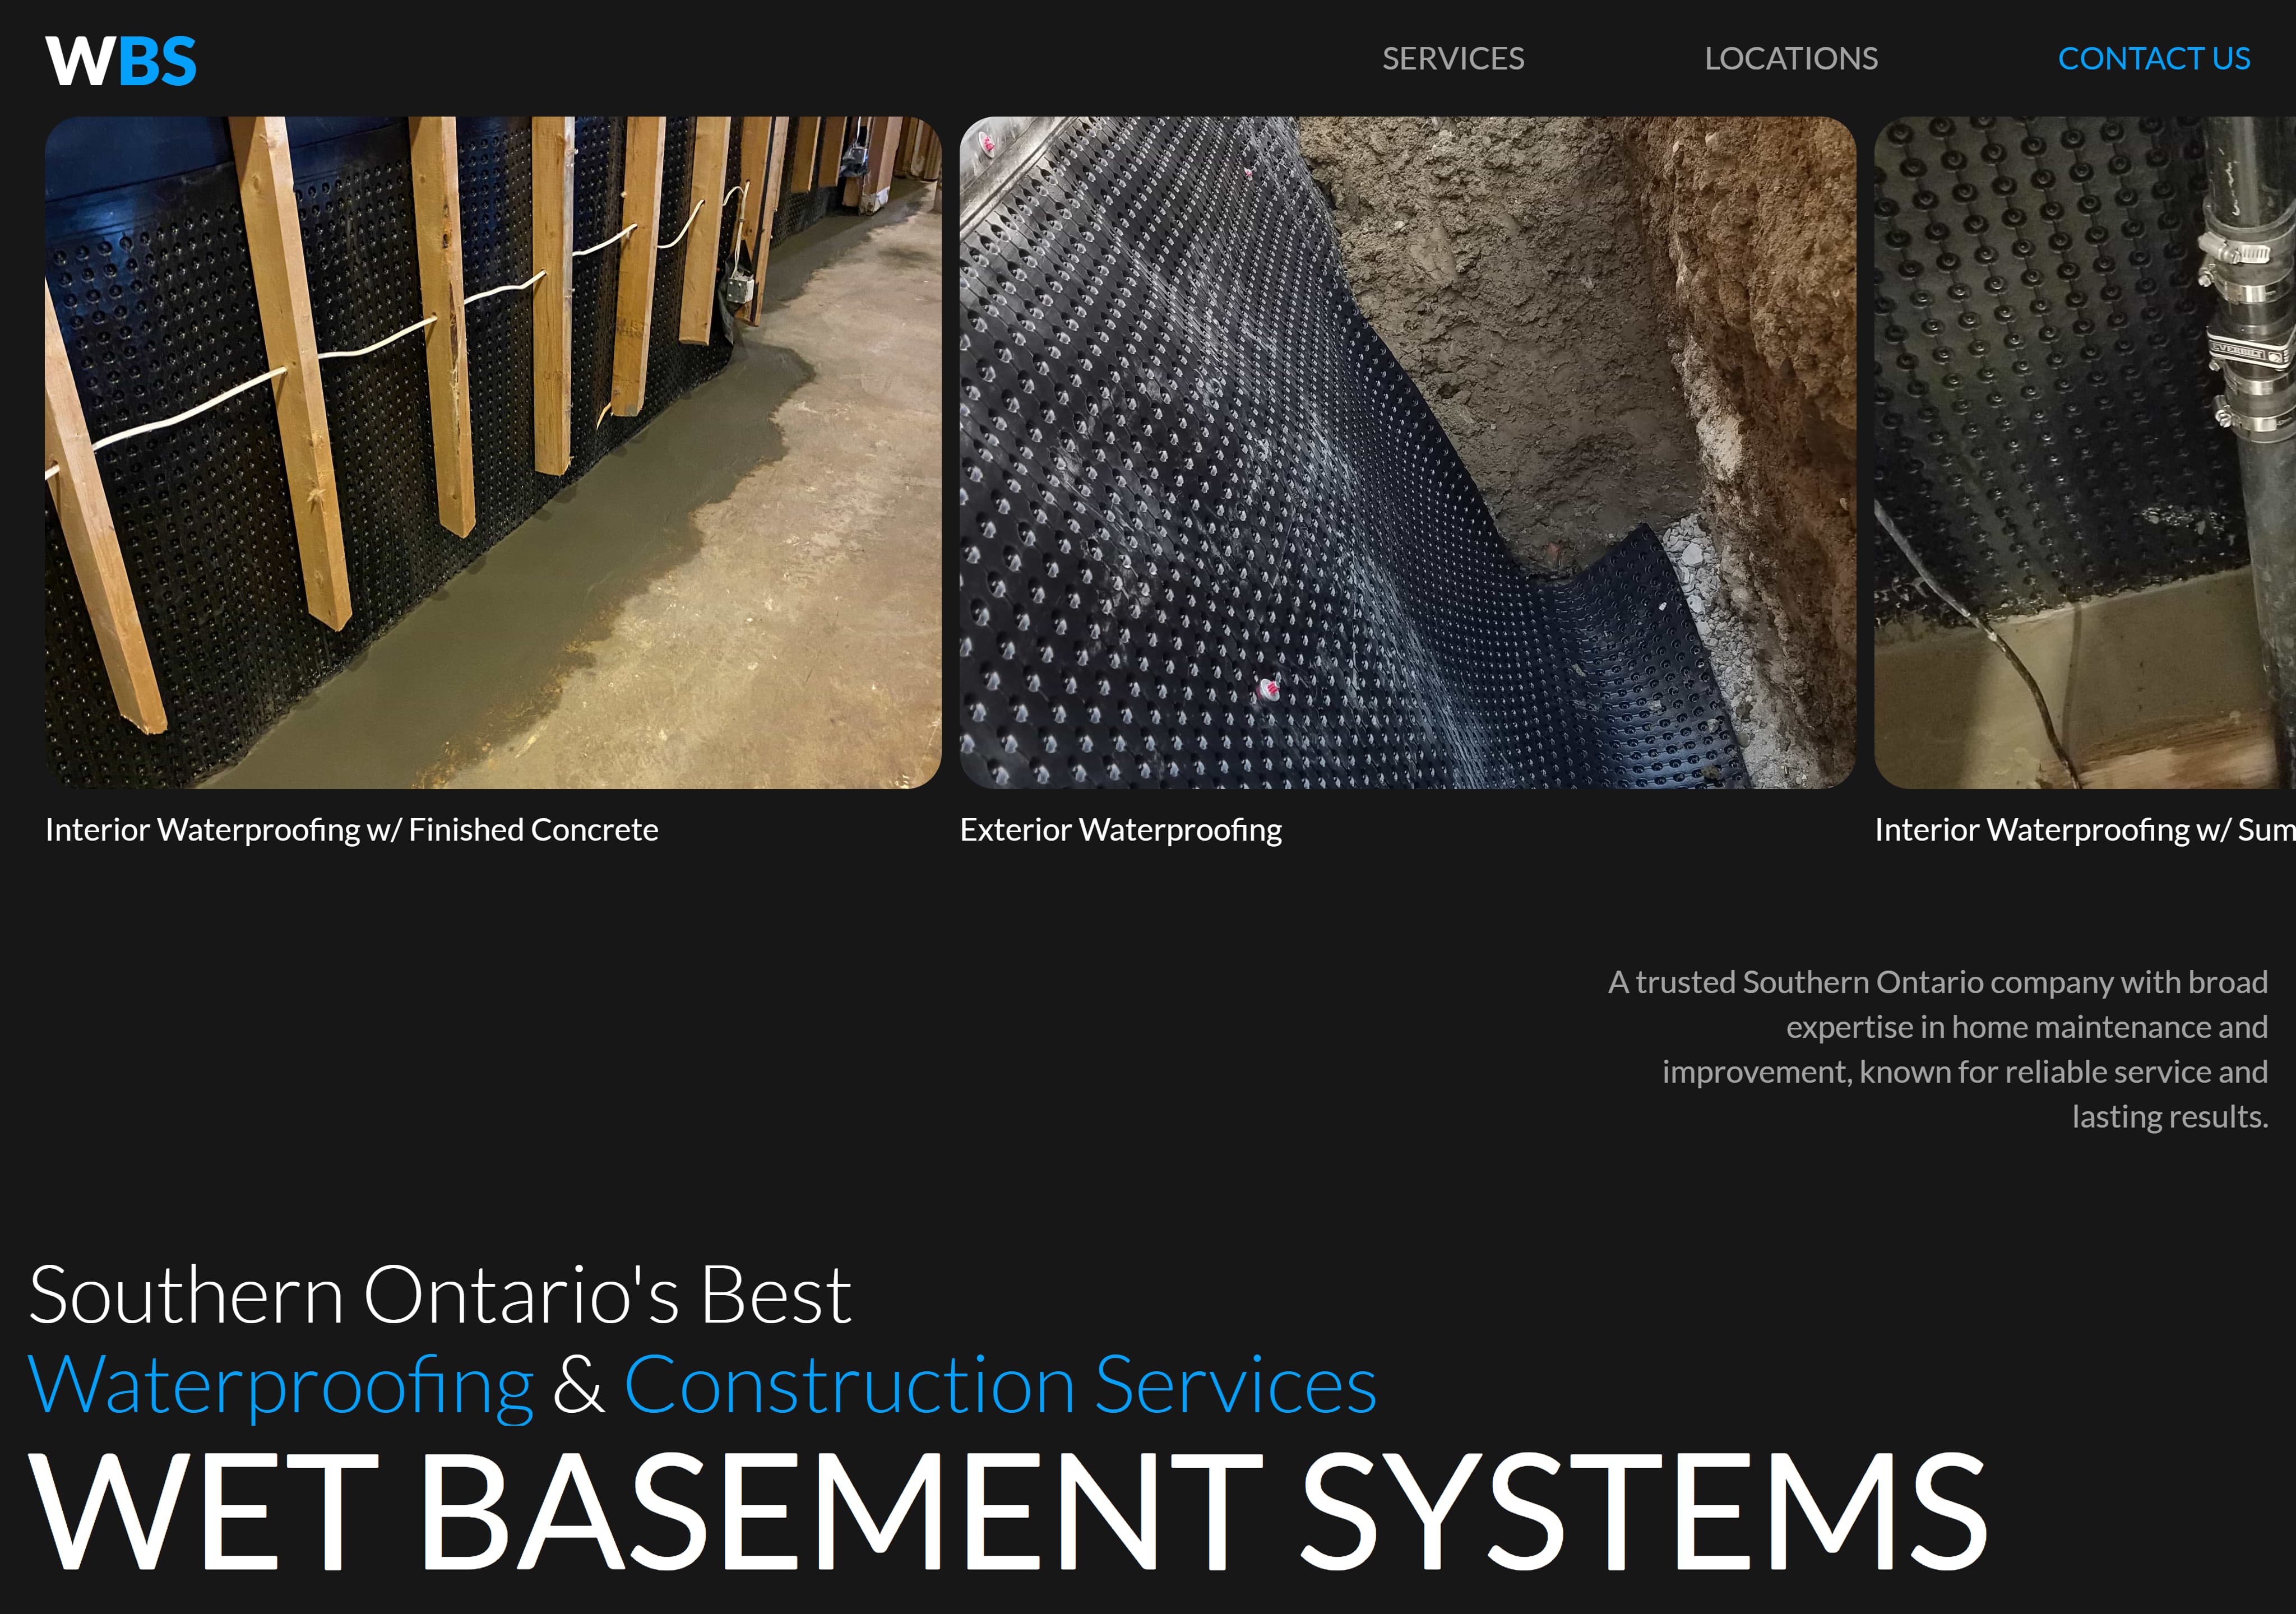 WBS
SERVICES
LOCATIONS
CONTACT US
EVERBILT
Interior Waterproofing w/ Finished Concrete
Exterior Waterproofing
Interior Waterproofing w/ Sum
A trusted Southern Ontario company with broad
expertise in home maintenance and
improvement, known for reliable service and
lasting results.
Southern Ontario's Best
Waterproofing & Construction Services
WET BASEMENT SYSTEMS